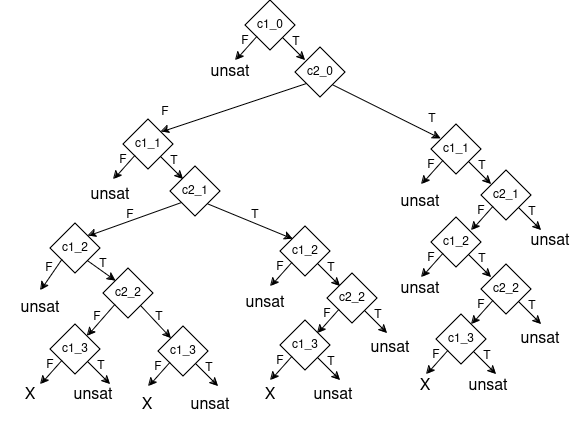 c1_0
F T
unsat c2_0
F T
c1_1 c1_1
F T F T
unsat c2_1 unsat c2_1
F T F T
c1_2 c1_2 c1_2 unsat
F T F T F T
unsat c2_2 unsat c2_2 unsat c2_2
F T F T F T
c1_3 c1_3 c1_3 unsat c1_3 unsat
F T F T F T F T
X unsat X unsat X unsat X unsat